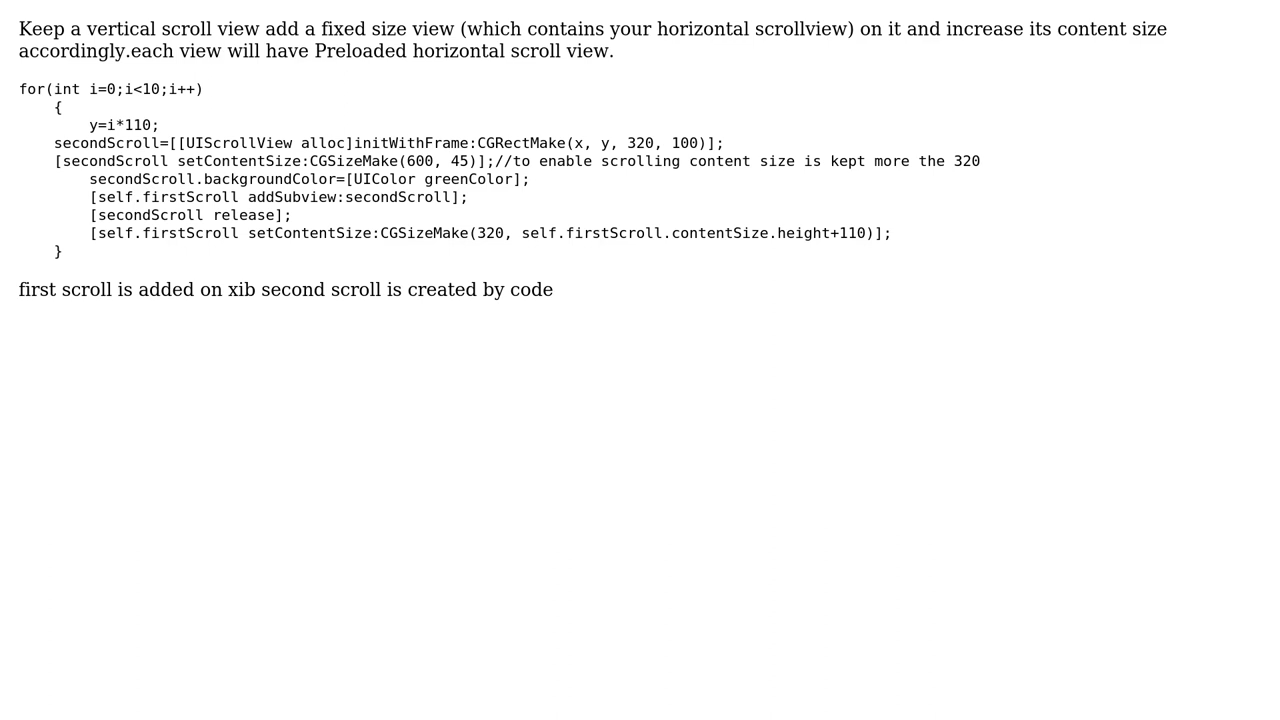 Keep a vertical scroll view add a fixed size view (which contains your horizontal scrollview) on it and increase its content size
accordingly.each view will have Preloaded horizontal scroll view.
for(int i=0;i<10;i++)
    {
        y=i*110;
    secondScroll=[[UIScrollView alloc]initWithFrame:CGRectMake(x, y, 320, 100)];
    [secondScroll setContentSize:CGSizeMake(600, 45)];//to enable scrolling content size is kept more the 320
        secondScroll.backgroundColor=[UIColor greenColor];
        [self.firstScroll addSubview:secondScroll];
        [secondScroll release];
        [self.firstScroll setContentSize:CGSizeMake(320, self.firstScroll.contentSize.height+110)];
    }
first scroll is added on xib second scroll is created by code